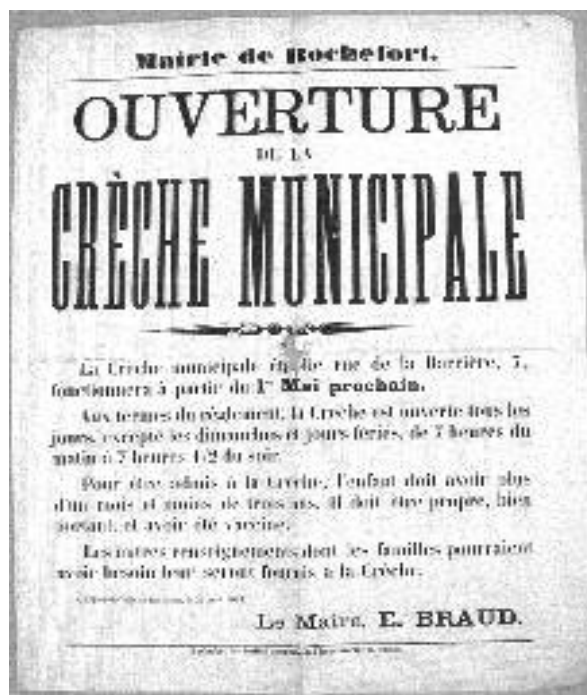 Mairie de Rochefort.
OUVERTURE
DE LA
CRÈCHE MUNICIPALE
La Crèche municipale établie rue de la Barrière, 7,
fonctionnera à partir du 1er Mai prochain.
Aux termes du règlement, la Crèche est ouverte tous les
jours, excepté les dimanches et jours fériés, de 7 heures du
matin à 7 heures 1/2 du soir.
Pour être admis à la Crèche, l'enfant doit avoir plus
d'un mois et moins de trois ans, il doit être propre, bien
portant, et avoir été vacciné.
Les autres renseignements dont les familles pourraient
avoir besoin leur seront fournis à la Crèche.
Le Maire, E. BRAUD.